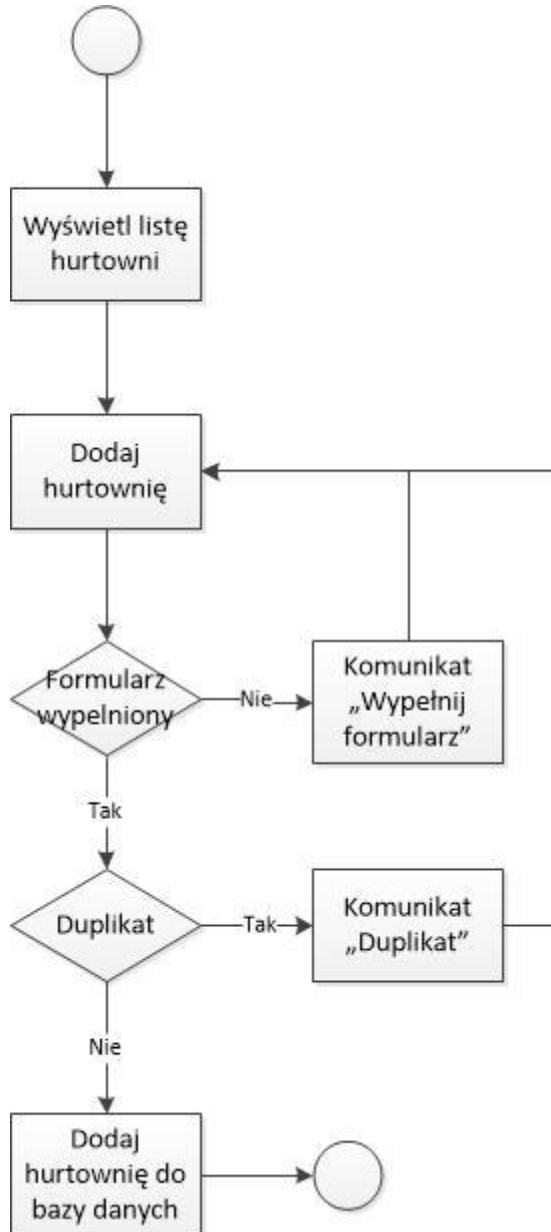 Wyświetl listę
hurtowni
Dodaj
hurtownię
Formularz
wypelniony
Nie
Komunikat
„Wypełnij
formularz”
Tak
Duplikat
Tak
Komunikat
„Duplikat”
Nie
Dodaj
hurtownię do
bazy danych